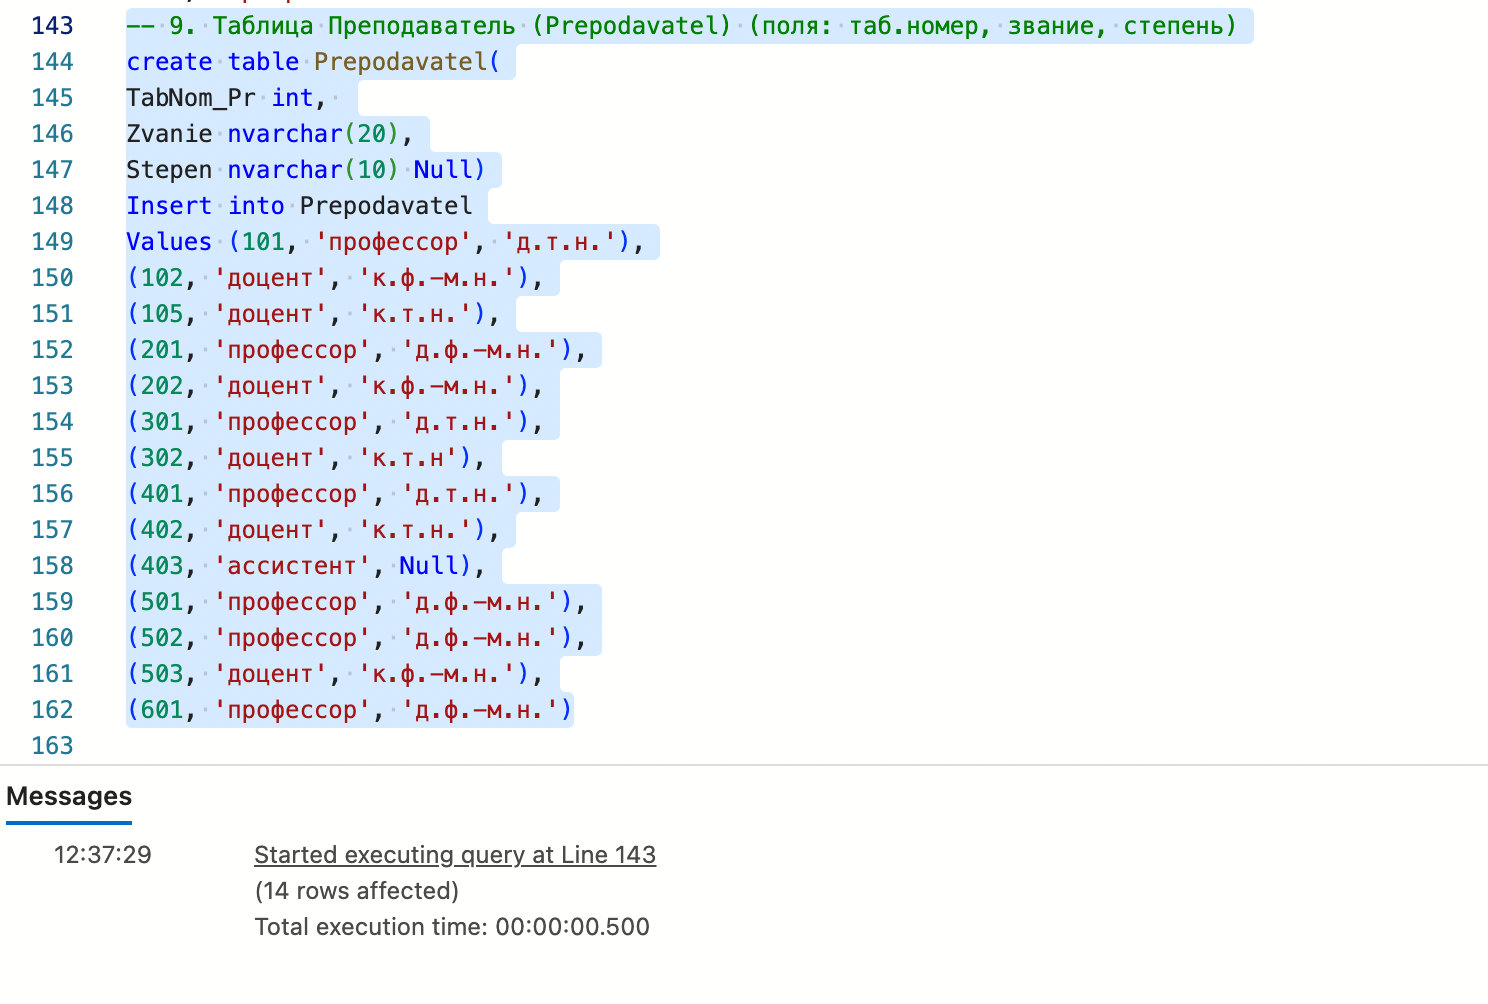 143 -- 9. Таблица Преподаватель (Prepodavatel) (поля: таб.номер, звание, степень)
144 create table Prepodavatel(
145 TabNom_Pr int,
146 Zvanie nvarchar(20),
147 Stepen nvarchar(10) Null)
148 Insert into Prepodavatel
149 Values (101, 'профессор', 'д.т.н.'),
150 (102, 'доцент', 'к.ф.-м.н.'),
151 (105, 'доцент', 'к.т.н.'),
152 (201, 'профессор', 'д.ф.-м.н.'),
153 (202, 'доцент', 'к.ф.-м.н.'),
154 (301, 'профессор', 'д.т.н.'),
155 (302, 'доцент', 'к.т.н'),
156 (401, 'профессор', 'д.т.н.'),
157 (402, 'доцент', 'к.т.н.'),
158 (403, 'ассистент', Null),
159 (501, 'профессор', 'д.ф.-м.н.'),
160 (502, 'профессор', 'д.ф.-м.н.'),
161 (503, 'доцент', 'к.ф.-м.н.'),
162 (601, 'профессор', 'д.ф.-м.н.')
163
Messages
12:37:29 Started executing query at Line 143
(14 rows affected)
Total execution time: 00:00:00.500